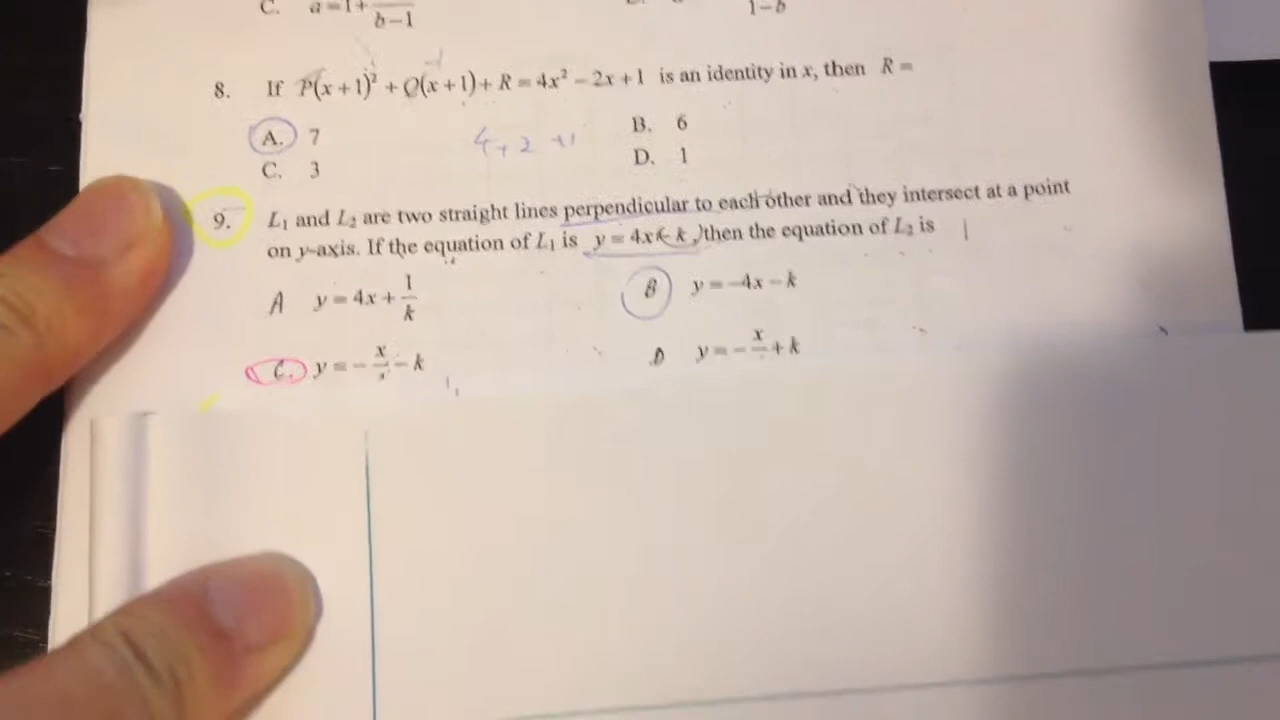 C. a = 1 + — b – 1
1 – b
8. If P(x + 1)² + Q(x + 1) + R = 4x² – 2x + 1 is an identity in x, then R =
A. 7 B. 6
4 + 2 + 1
C. 3 D. 1
9. L₁ and L₂ are two straight lines perpendicular to each other and they intersect at a point
on y-axis. If the equation of L₁ is y = 4x – k, then the equation of L₂ is
A y = 4x + 1/k B y = –4x – k
C. y = – x/ – k D y = – x/ + k